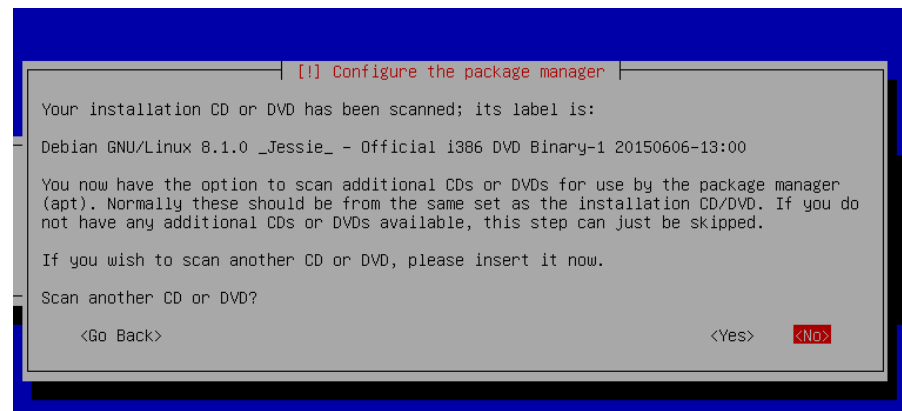 [!] Configure the package manager
Your installation CD or DVD has been scanned; its label is:
Debian GNU/Linux 8.1.0 _Jessie_ - Official i386 DVD Binary-1 20150606-13:00
You now have the option to scan additional CDs or DVDs for use by the package manager
(apt). Normally these should be from the same set as the installation CD/DVD. If you do
not have any additional CDs or DVDs available, this step can just be skipped.
If you wish to scan another CD or DVD, please insert it now.
Scan another CD or DVD?
<Go Back> <Yes> <No>